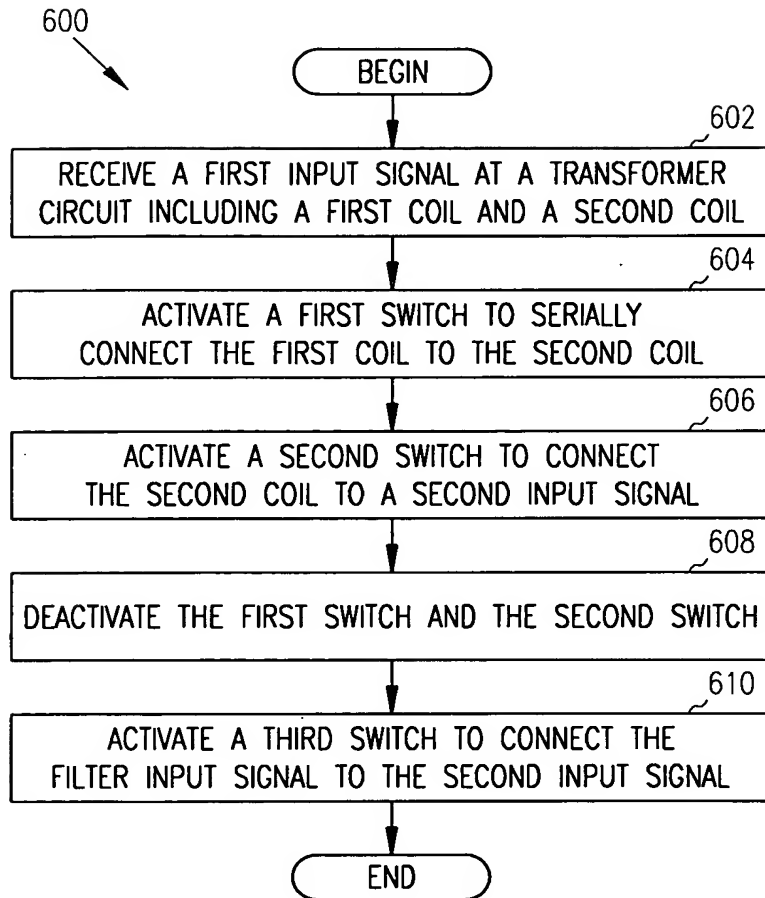 600
BEGIN
602
RECEIVE A FIRST INPUT SIGNAL AT A TRANSFORMER
CIRCUIT INCLUDING A FIRST COIL AND A SECOND COIL
604
ACTIVATE A FIRST SWITCH TO SERIALLY
CONNECT THE FIRST COIL TO THE SECOND COIL
606
ACTIVATE A SECOND SWITCH TO CONNECT
THE SECOND COIL TO A SECOND INPUT SIGNAL
608
DEACTIVATE THE FIRST SWITCH AND THE SECOND SWITCH
610
ACTIVATE A THIRD SWITCH TO CONNECT THE
FILTER INPUT SIGNAL TO THE SECOND INPUT SIGNAL
END